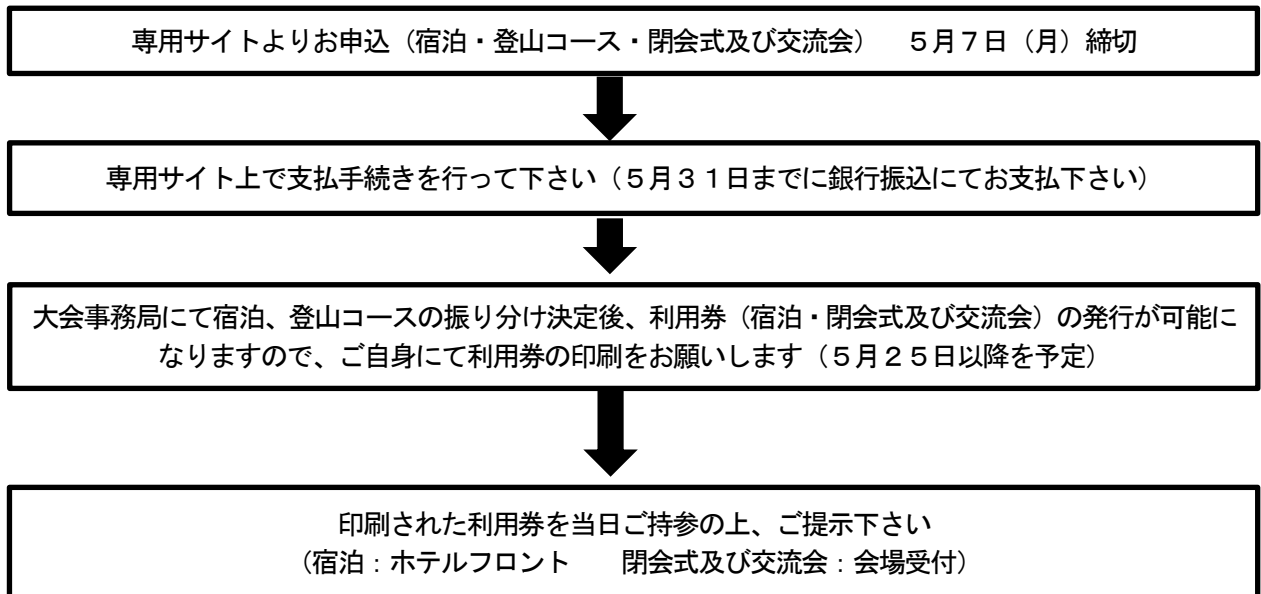 専用サイトよりお申込（宿泊・登山コース・閉会式及び交流会）　５月７日（月）締切
専用サイト上で支払手続きを行って下さい（５月３１日までに銀行振込にてお支払下さい）
大会事務局にて宿泊、登山コースの振り分け決定後、利用券（宿泊・閉会式及び交流会）の発行が可能に
なりますので、ご自身にて利用券の印刷をお願いします（５月２５日以降を予定）
印刷された利用券を当日ご持参の上、ご提示下さい
（宿泊：ホテルフロント　　閉会式及び交流会：会場受付）